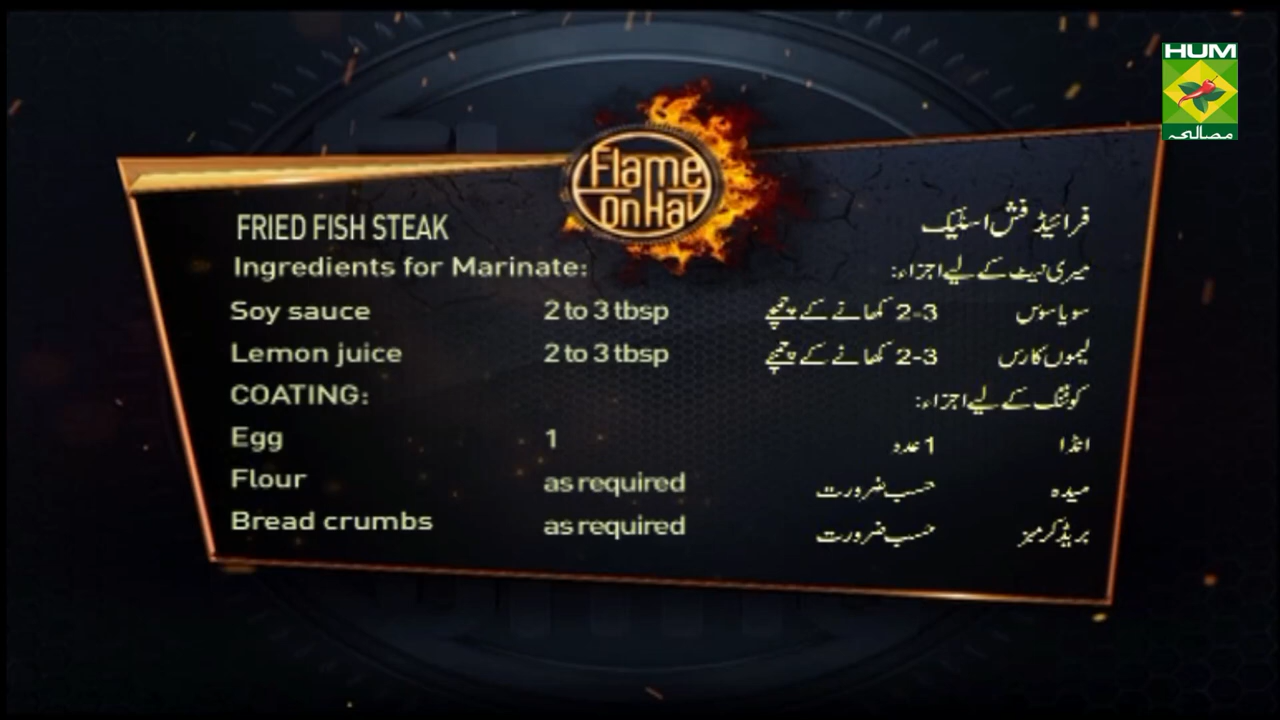 HUM
مصالحہ
Flame
on Hai
FRIED FISH STEAK فرائیڈ فش اسٹیک
Ingredients for Marinate: میری نیٹ کے لیے اجزاء:
Soy sauce 2 to 3 tbsp 2-3 کھانے کے چمچے سویا سوس
Lemon juice 2 to 3 tbsp 2-3 کھانے کے چمچے لیموں کا رس
COATING: کوٹنگ کے لیے اجزاء:
Egg 1 1 عدد انڈا
Flour as required حسب ضرورت میدہ
Bread crumbs as required حسب ضرورت بریڈ کرمبز